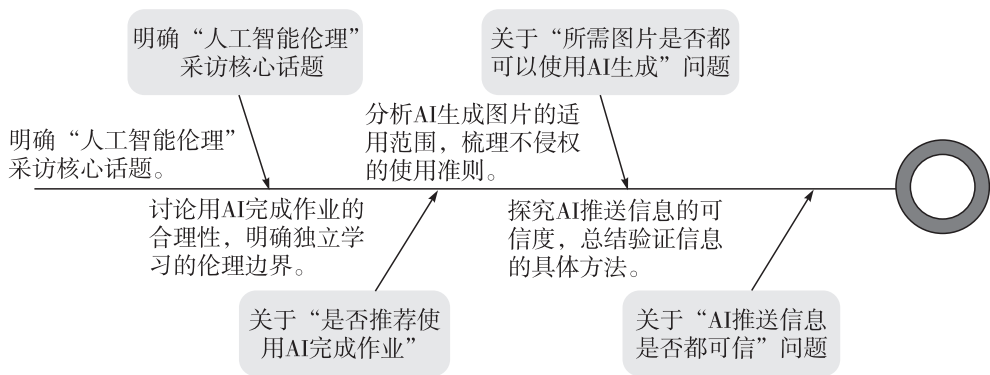 明确“人工智能伦理”
采访核心话题
关于“所需图片是否都
可以使用AI生成”问题
明确“人工智能伦理”
采访核心话题。
分析AI生成图片的适
用范围，梳理不侵权
的使用准则。
讨论用AI完成作业的
合理性，明确独立学
习的伦理边界。
探究AI推送信息的可
信度，总结验证信息
的具体方法。
关于“是否推荐使
用AI完成作业”
关于“AI推送信息
是否都可信”问题